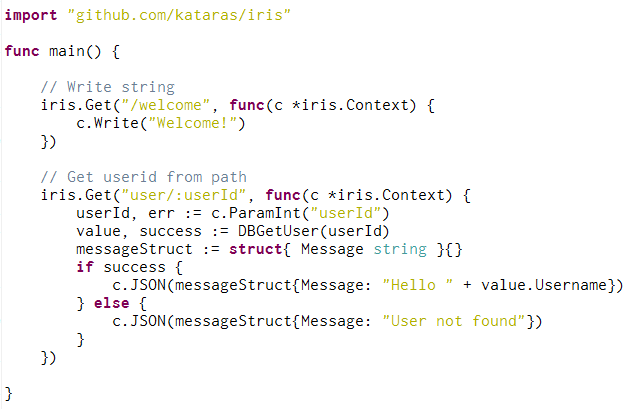 import "github.com/kataras/iris"
func main() {
// Write string
iris.Get("/welcome", func(c *iris.Context) {
c.Write("Welcome!")
})
// Get userid from path
iris.Get("user/:userId", func(c *iris.Context) {
userId, err := c.ParamInt("userId")
value, success := DBGetUser(userId)
messageStruct := struct{ Message string }{}
if success {
c.JSON(messageStruct{Message: "Hello " + value.Username})
} else {
c.JSON(messageStruct{Message: "User not found"})
}
})
}